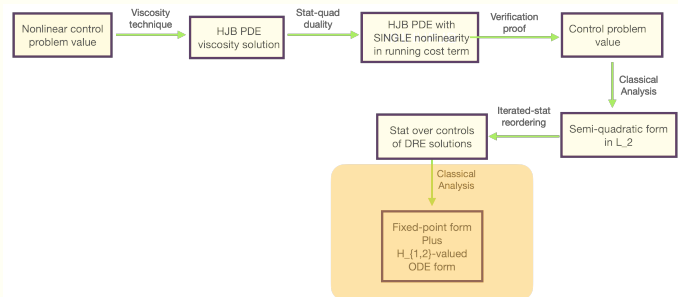 Viscosity
technique
Stat-quad
duality
Verification
proof
Nonlinear control
problem value
HJB PDE
viscosity solution
HJB PDE with
SINGLE nonlinearity
in running cost term
Control problem
value
Classical
Analysis
Iterated-stat
reordering
Stat over controls
of DRE solutions
Semi-quadratic form
in L_2
Classical
Analysis
Fixed-point form
Plus
H_{1,2}-valued
ODE form